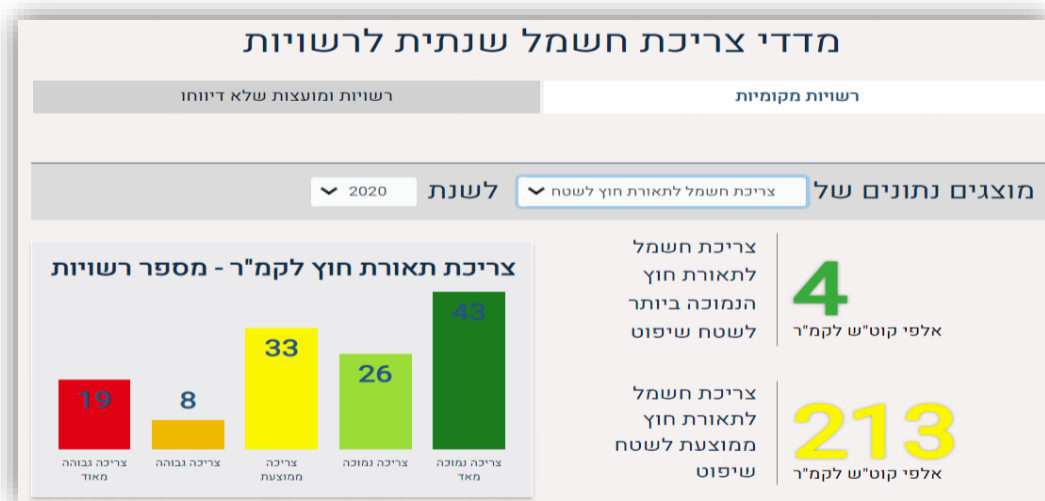 מדדי צריכת חשמל שנתית לרשויות
רשויות מקומיות
רשויות ומועצות שלא דיווחו
מוצגים נתונים של צריכת חשמל לתאורת חוץ לשטח לשנת 2020
צריכת חשמל
לתאורת חוץ
הנמוכה ביותר
לשטח שיפוט
4
אלפי קוט"ש לקמ"ר
צריכת חשמל
לתאורת חוץ
ממוצעת לשטח
שיפוט
213
אלפי קוט"ש לקמ"ר
צריכת תאורת חוץ לקמ"ר - מספר רשויות
43
26
33
8
19
צריכה נמוכה
מאד
צריכה נמוכה
צריכה
ממוצעת
צריכה גבוהה
צריכה גבוהה
מאוד